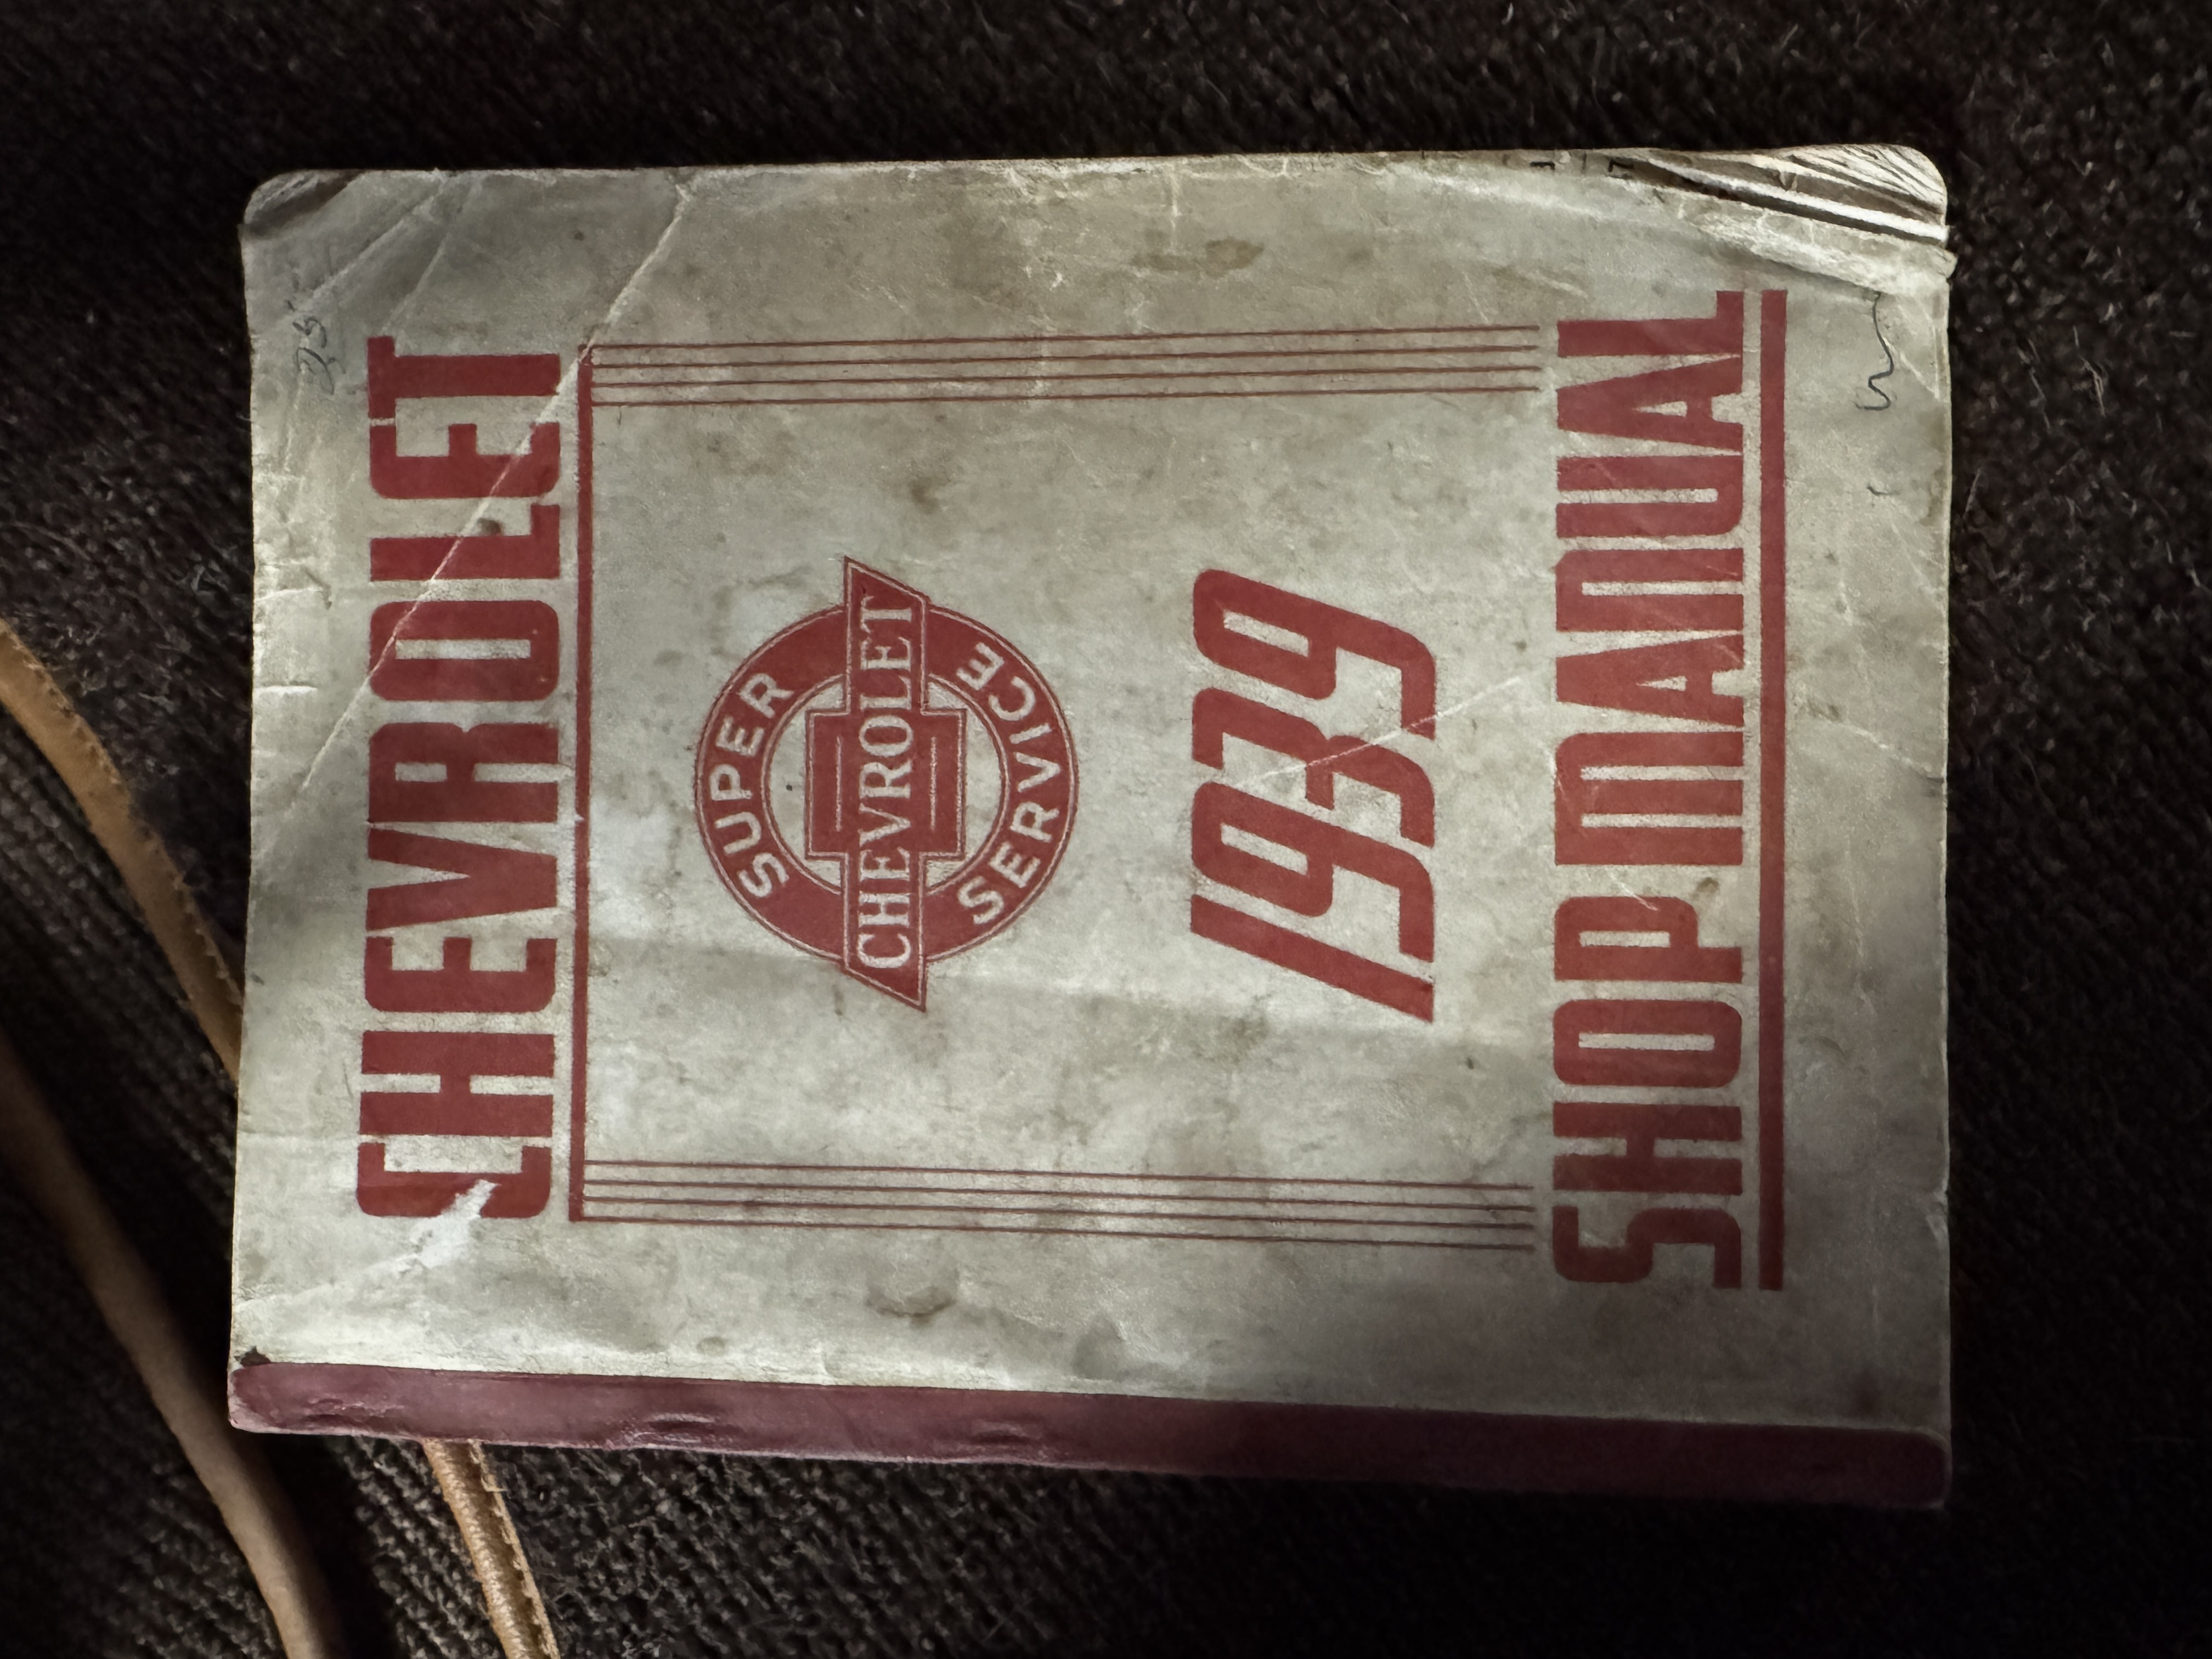 CHEVROLET
SUPER
CHEVROLET
SERVICE
1939
SHOP MANUAL